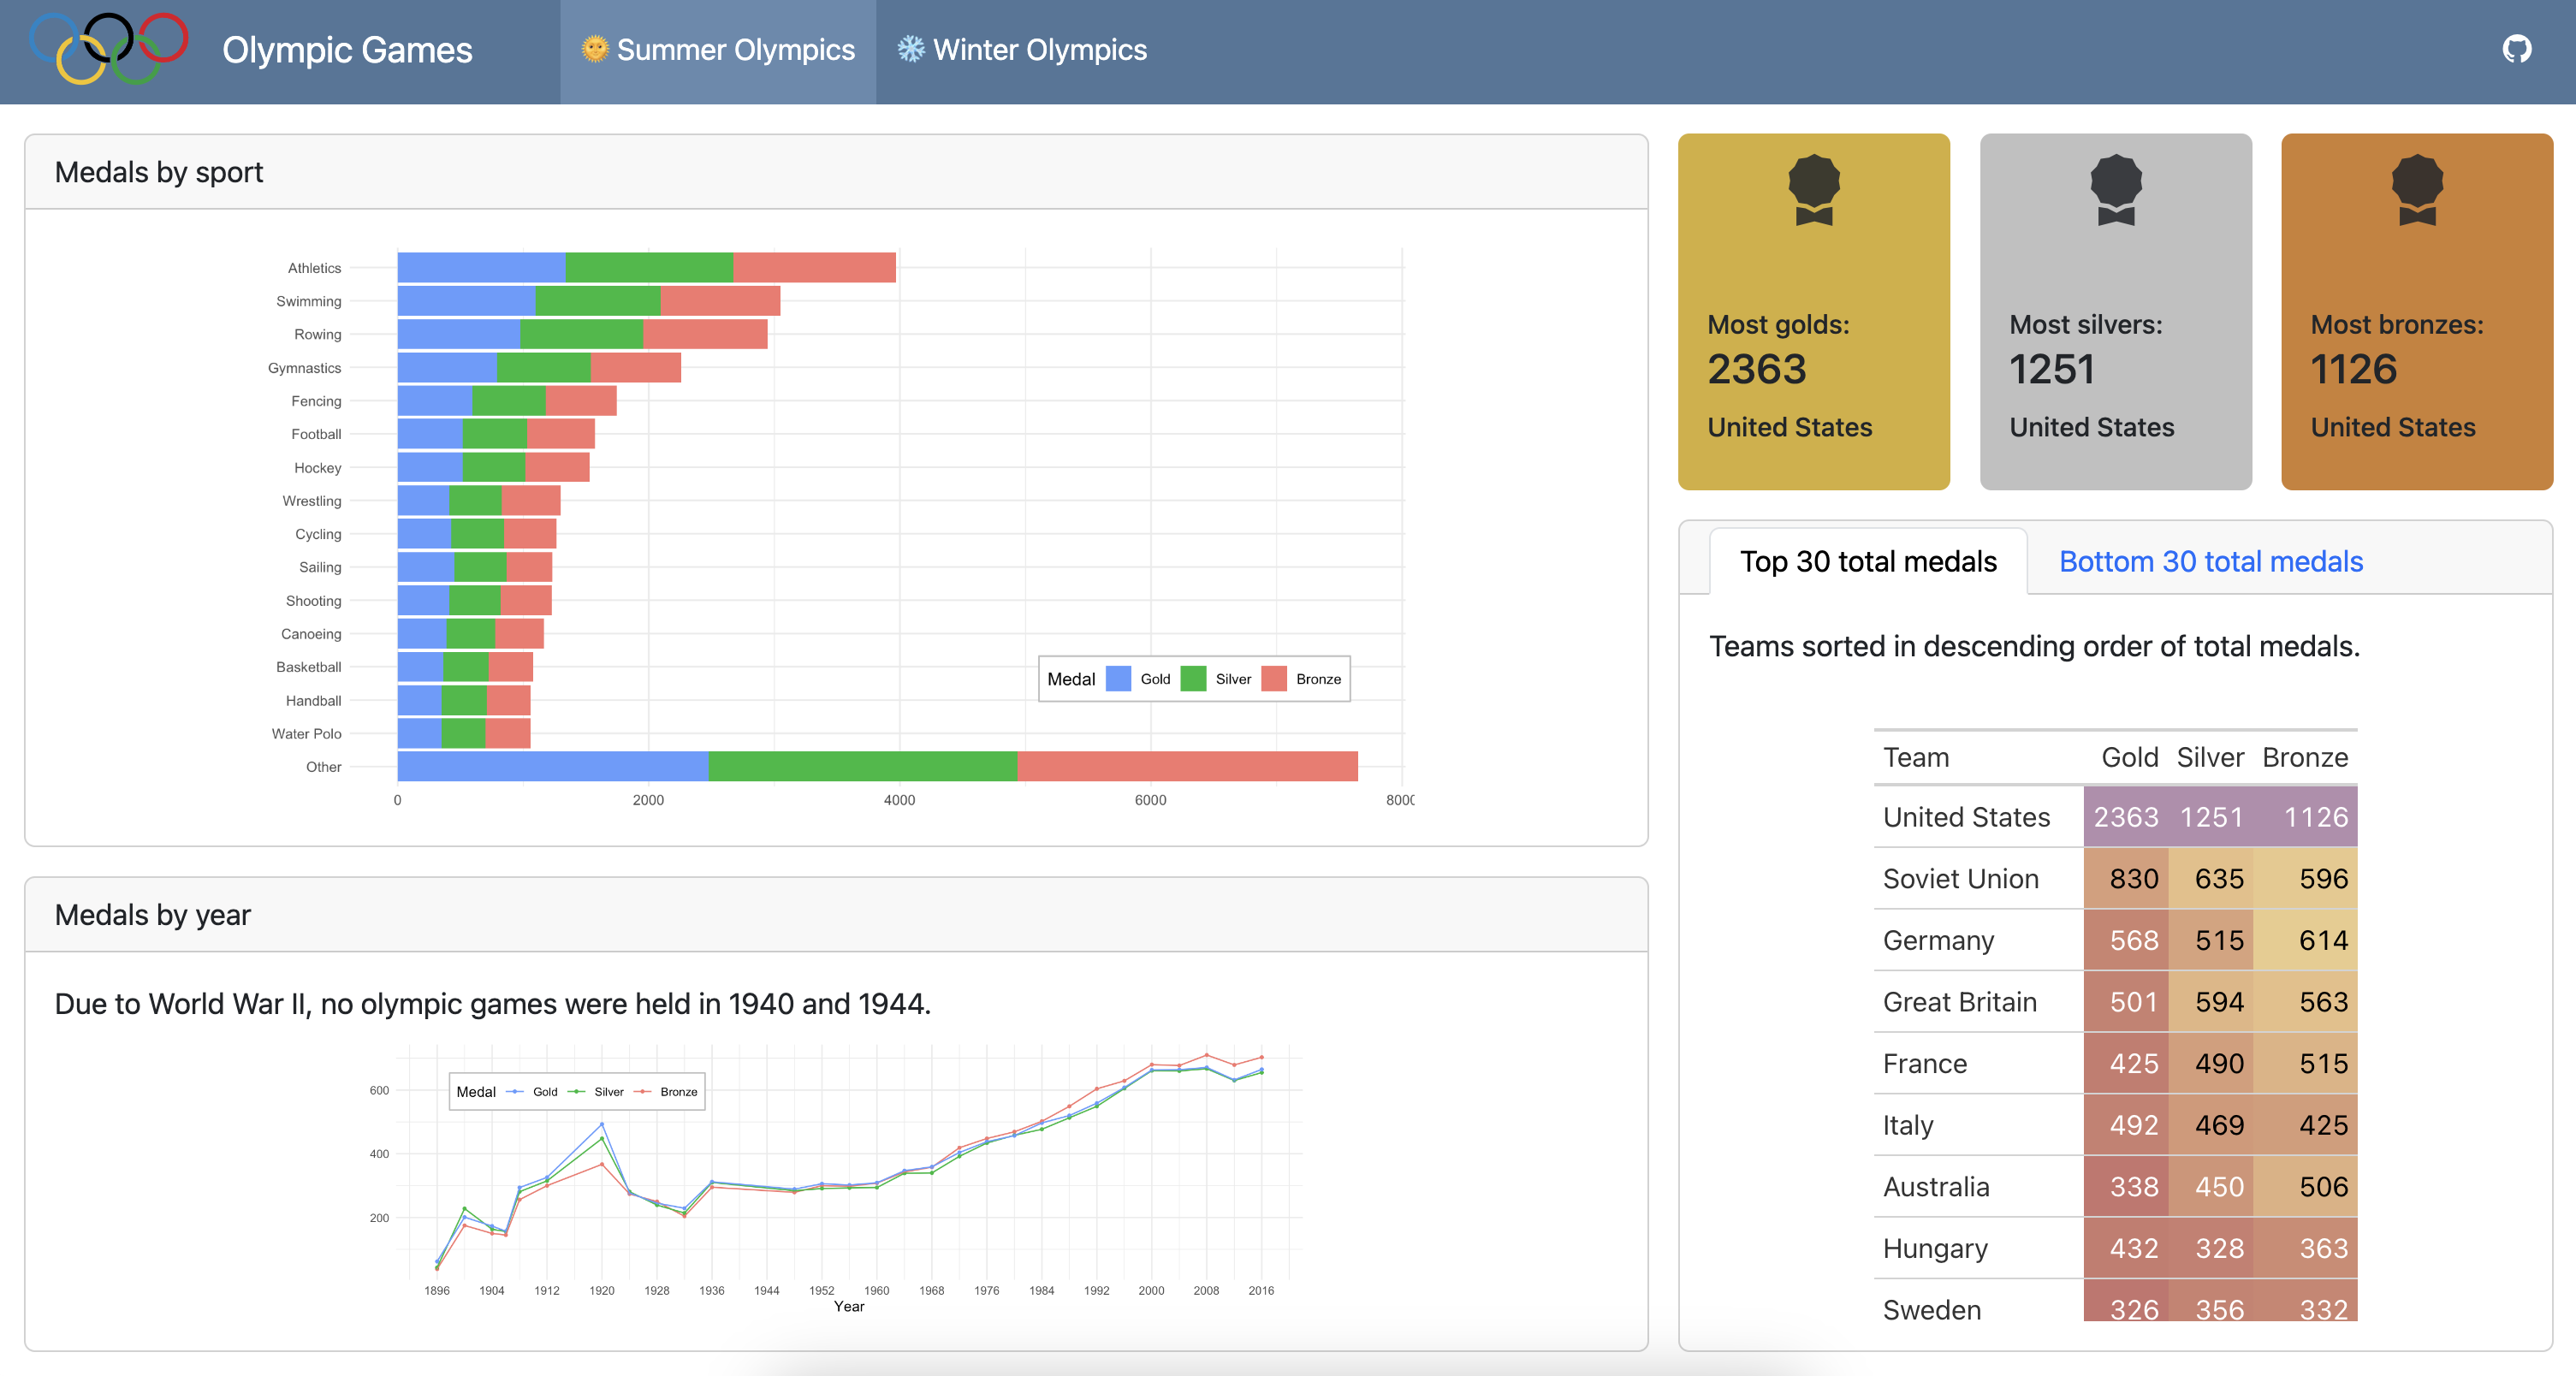 Olympic Games
🌞 Summer Olympics
❄️ Winter Olympics
Medals by sport
Athletics
Swimming
Rowing
Gymnastics
Fencing
Football
Hockey
Wrestling
Cycling
Sailing
Shooting
Canoeing
Basketball
Handball
Water Polo
Other
Medal Gold Silver Bronze
0 2000 4000 6000 8000
Medals by year
Due to World War II, no olympic games were held in 1940 and 1944.
Medal Gold Silver Bronze
600
400
200
1896 1904 1912 1920 1928 1936 1944 1952 1960 1968 1976 1984 1992 2000 2008 2016
Year
Most golds:
2363
United States
Most silvers:
1251
United States
Most bronzes:
1126
United States
Top 30 total medals
Bottom 30 total medals
Teams sorted in descending order of total medals.
Team Gold Silver Bronze
United States 2363 1251 1126
Soviet Union 830 635 596
Germany 568 515 614
Great Britain 501 594 563
France 425 490 515
Italy 492 469 425
Australia 338 450 506
Hungary 432 328 363
Sweden 326 356 332